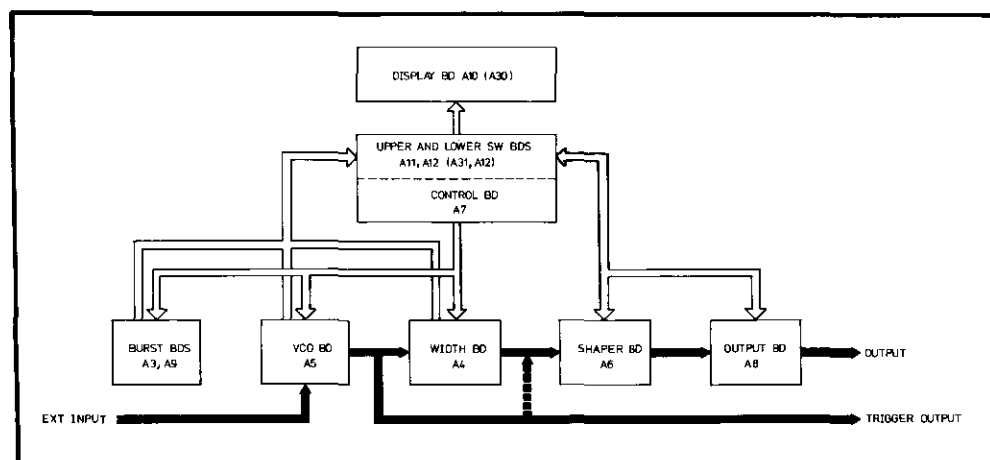 DISPLAY BD A10 (A30)
UPPER AND LOWER SW BDS
A11, A12 (A31, A12)
CONTROL BD
A7
BURST BDS
A3, A9
VCO BD
A5
WIDTH BD
A4
SHAPER BD
A6
OUTPUT BD
A8
OUTPUT
EXT INPUT
TRIGGER OUTPUT